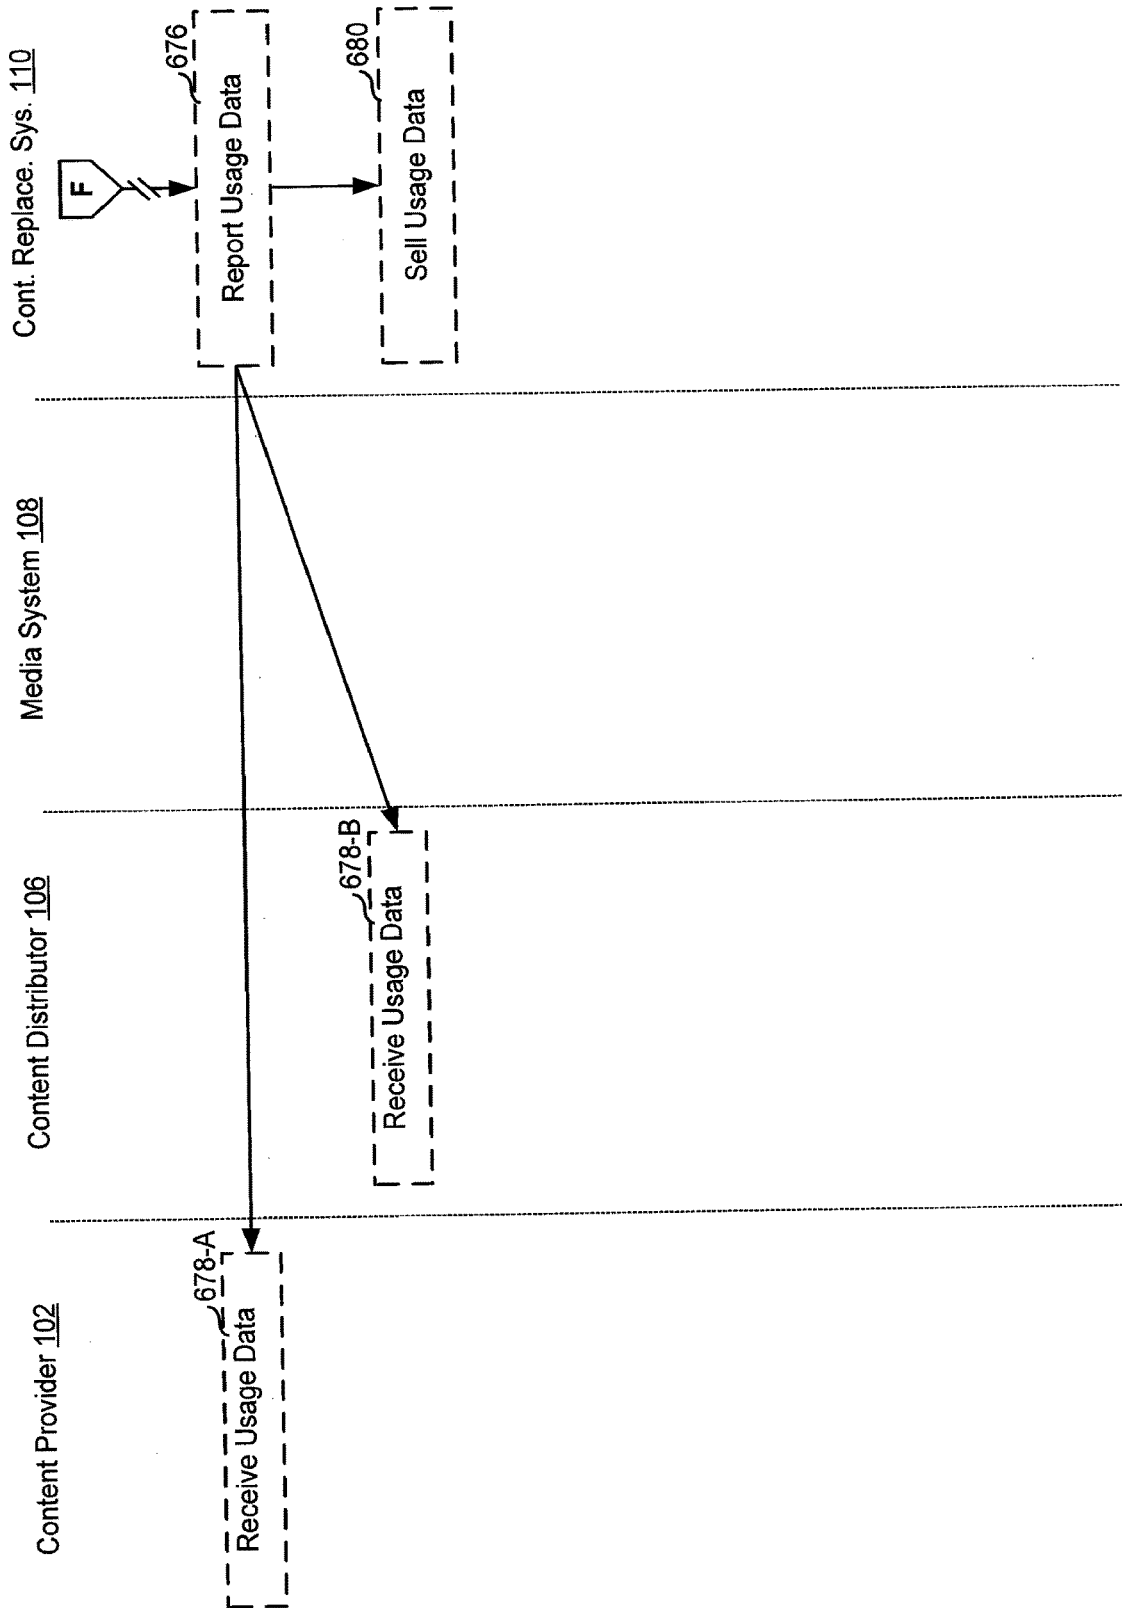 Content Provider 102
Content Distributor 106
Media System 108
Cont. Replace. Sys. 110
F
676
Report Usage Data
678-A
Receive Usage Data
678-B
Receive Usage Data
680
Sell Usage Data